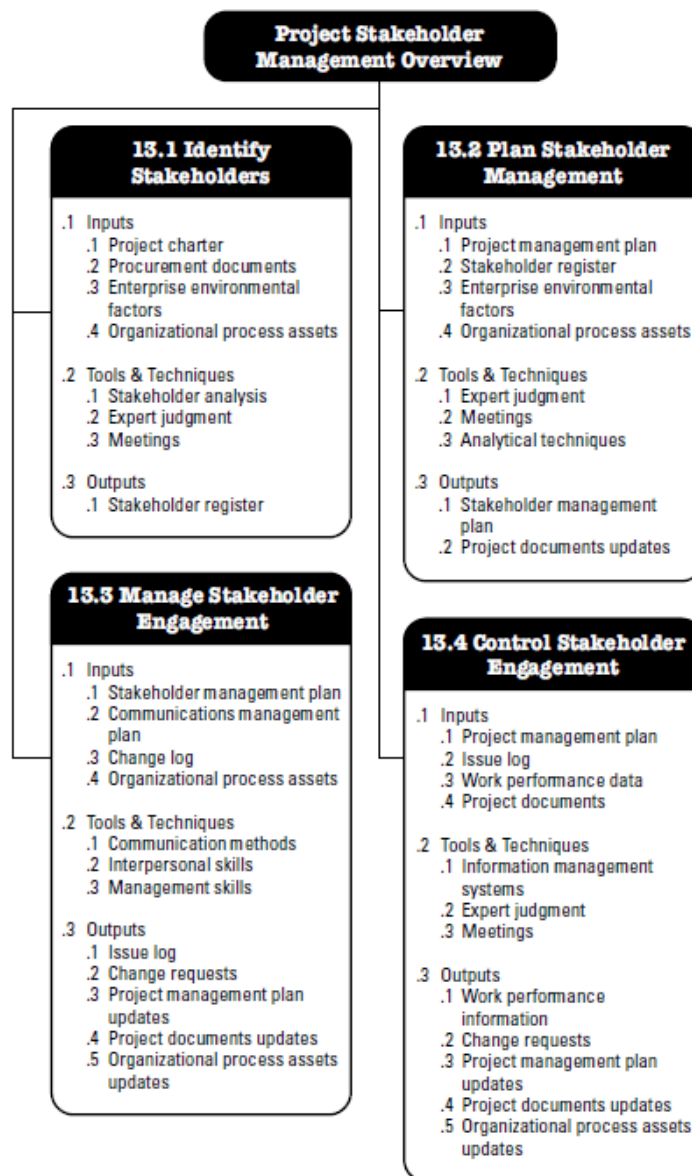 Project Stakeholder
Management Overview
13.1 Identify
Stakeholders
.1 Inputs
.1 Project charter
.2 Procurement documents
.3 Enterprise environmental
factors
.4 Organizational process assets
.2 Tools & Techniques
.1 Stakeholder analysis
.2 Expert judgment
.3 Meetings
.3 Outputs
.1 Stakeholder register
13.2 Plan Stakeholder
Management
.1 Inputs
.1 Project management plan
.2 Stakeholder register
.3 Enterprise environmental
factors
.4 Organizational process assets
.2 Tools & Techniques
.1 Expert judgment
.2 Meetings
.3 Analytical techniques
.3 Outputs
.1 Stakeholder management
plan
.2 Project documents updates
13.3 Manage Stakeholder
Engagement
.1 Inputs
.1 Stakeholder management plan
.2 Communications management
plan
.3 Change log
.4 Organizational process assets
.2 Tools & Techniques
.1 Communication methods
.2 Interpersonal skills
.3 Management skills
.3 Outputs
.1 Issue log
.2 Change requests
.3 Project management plan
updates
.4 Project documents updates
.5 Organizational process assets
updates
13.4 Control Stakeholder
Engagement
.1 Inputs
.1 Project management plan
.2 Issue log
.3 Work performance data
.4 Project documents
.2 Tools & Techniques
.1 Information management
systems
.2 Expert judgment
.3 Meetings
.3 Outputs
.1 Work performance
information
.2 Change requests
.3 Project management plan
updates
.4 Project documents updates
.5 Organizational process assets
updates